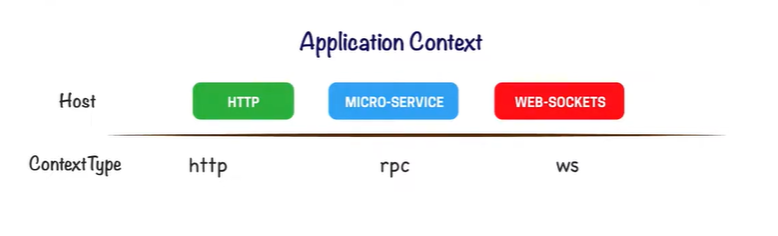 Application Context
Host HTTP MICRO-SERVICE WEB-SOCKETS
ContextType http rpc ws